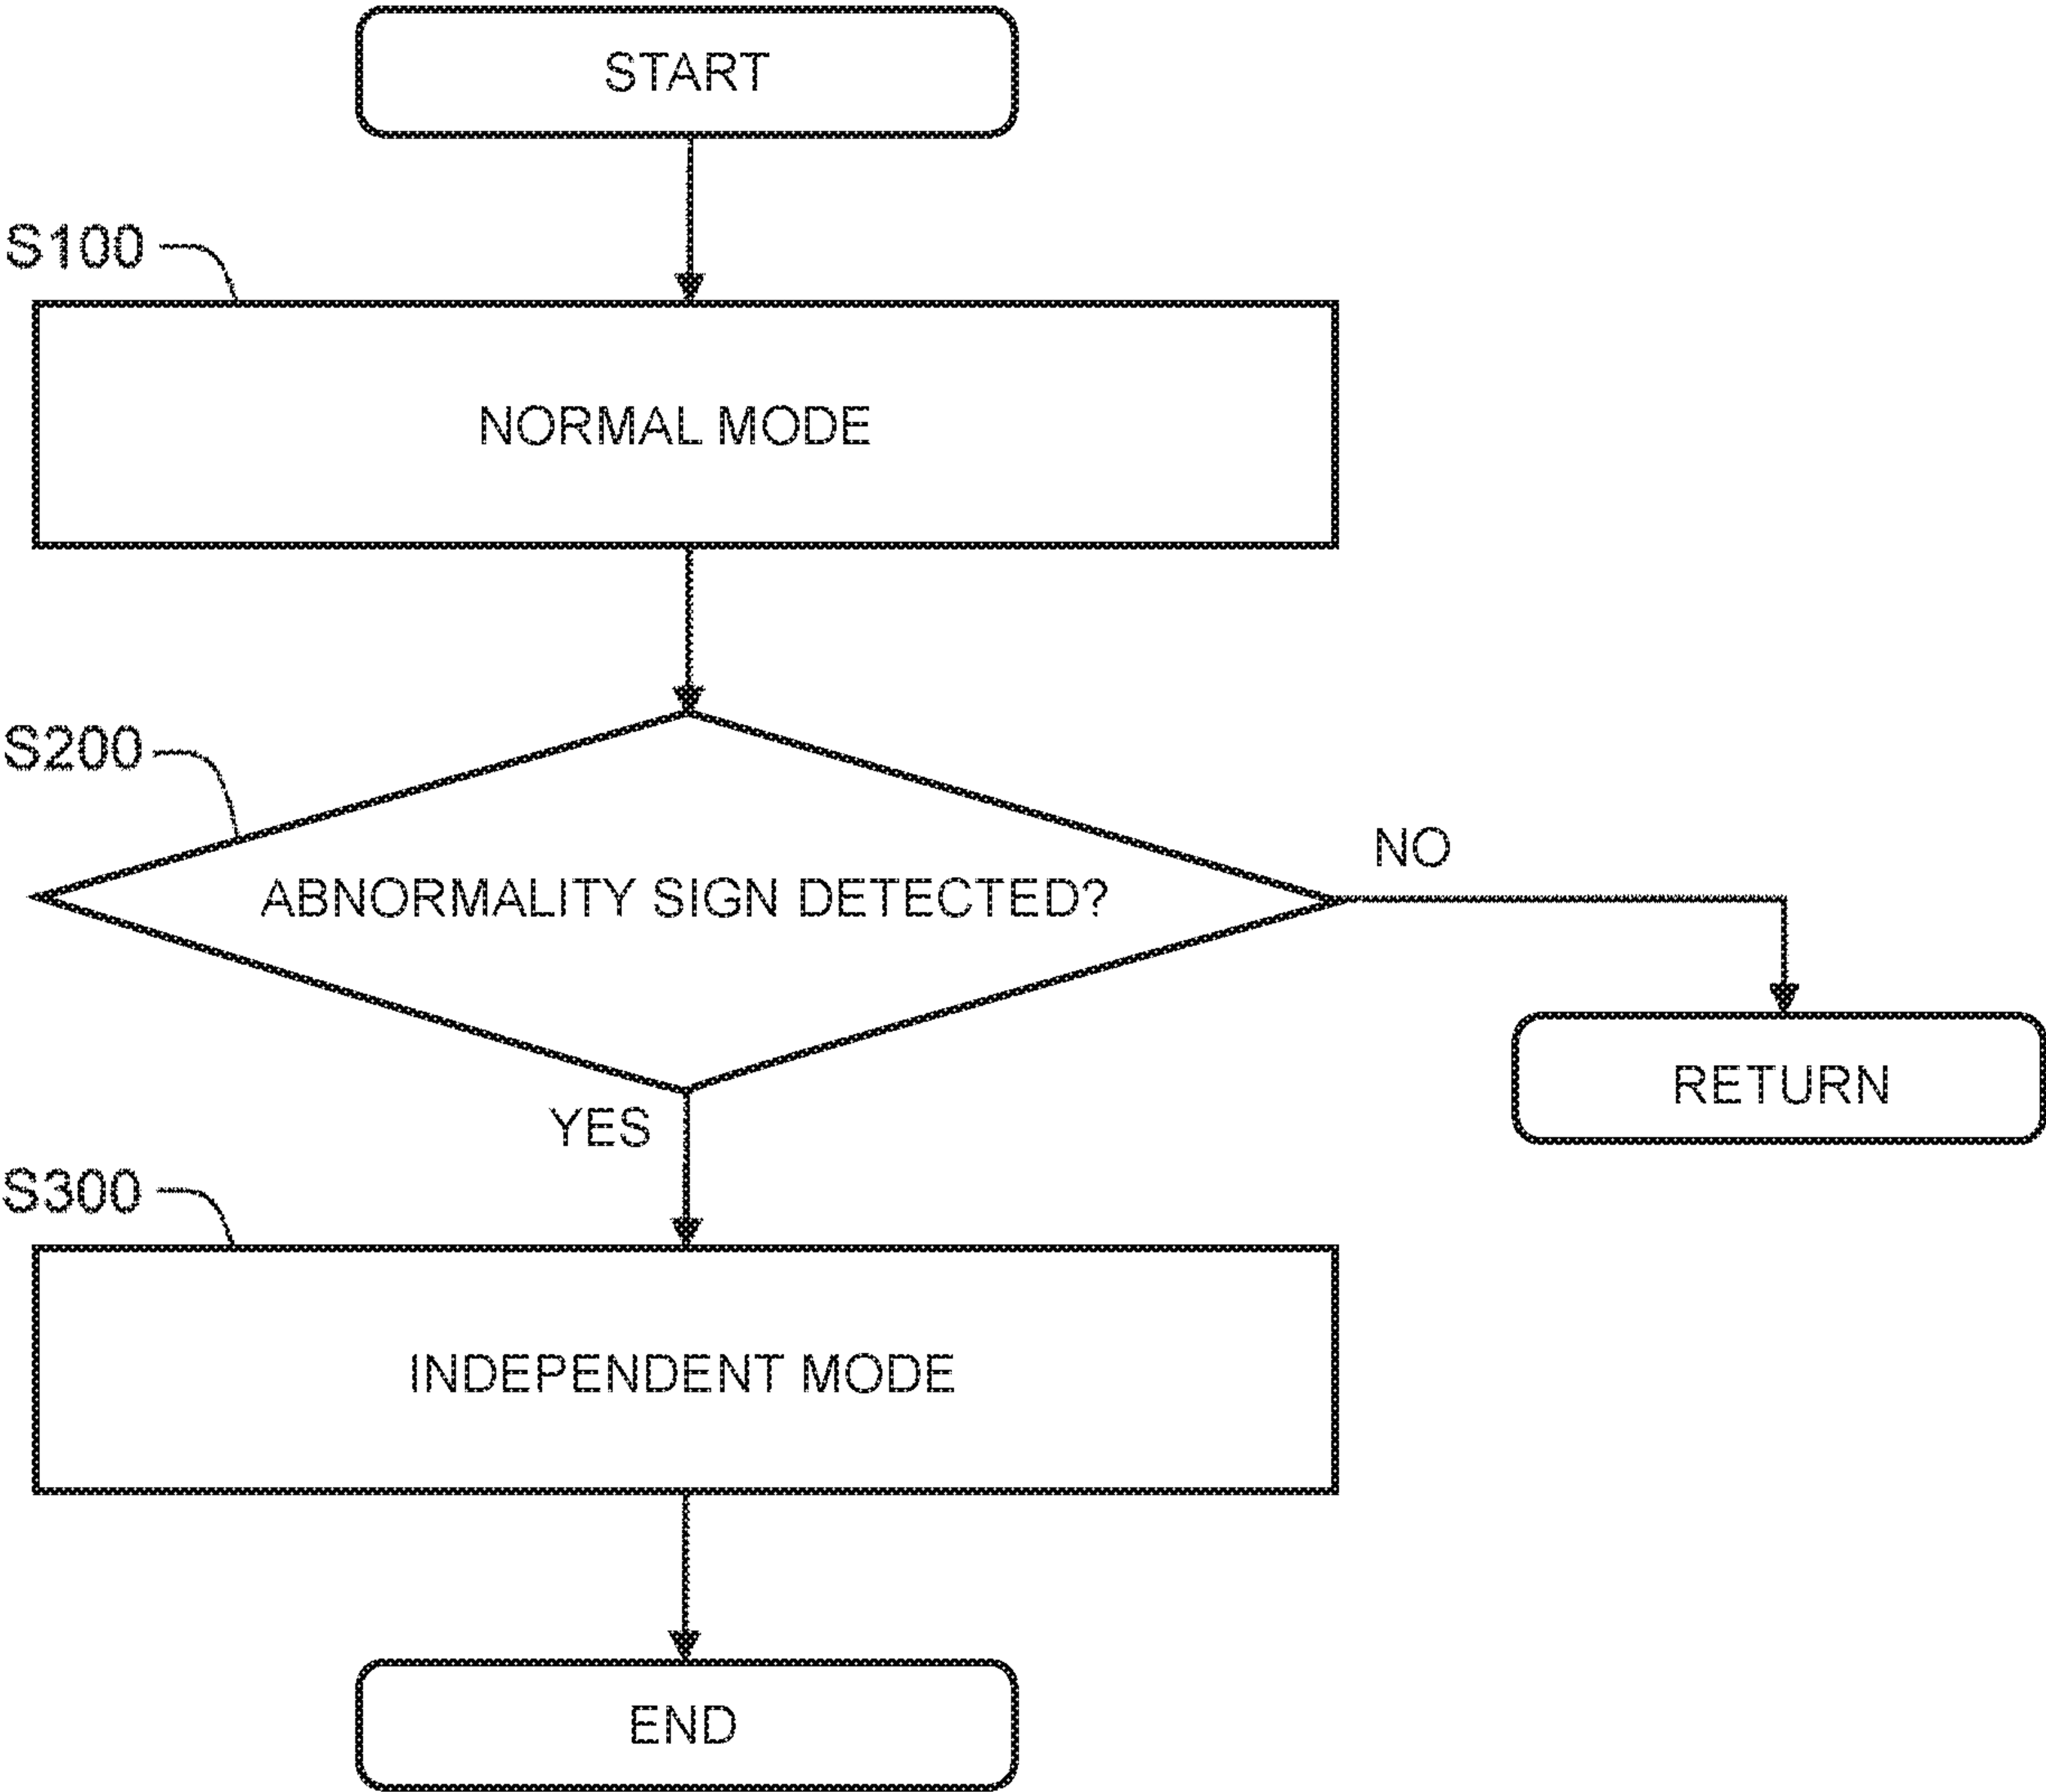 START
S100
NORMAL MODE
S200
ABNORMALITY SIGN DETECTED?
NO
RETURN
YES
S300
INDEPENDENT MODE
END